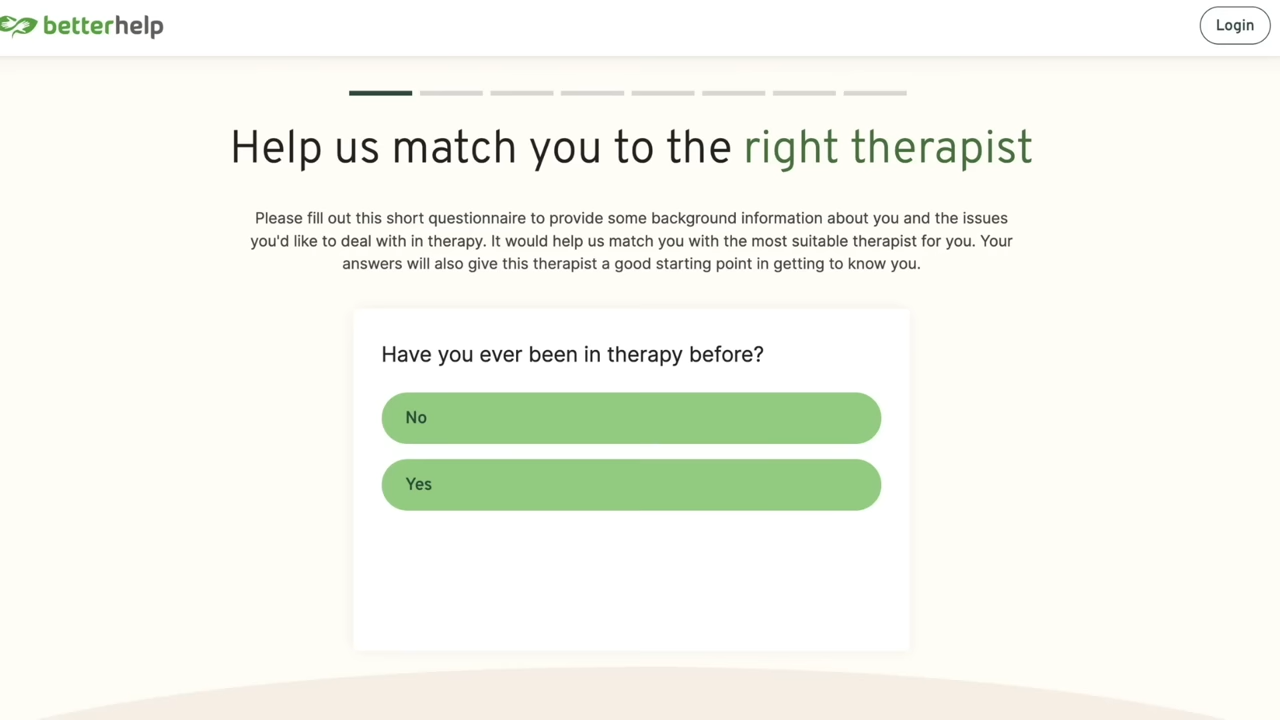 betterhelp
Login
Help us match you to the right therapist
Please fill out this short questionnaire to provide some background information about you and the issues
you'd like to deal with in therapy. It would help us match you with the most suitable therapist for you. Your
answers will also give this therapist a good starting point in getting to know you.
Have you ever been in therapy before?
No
Yes